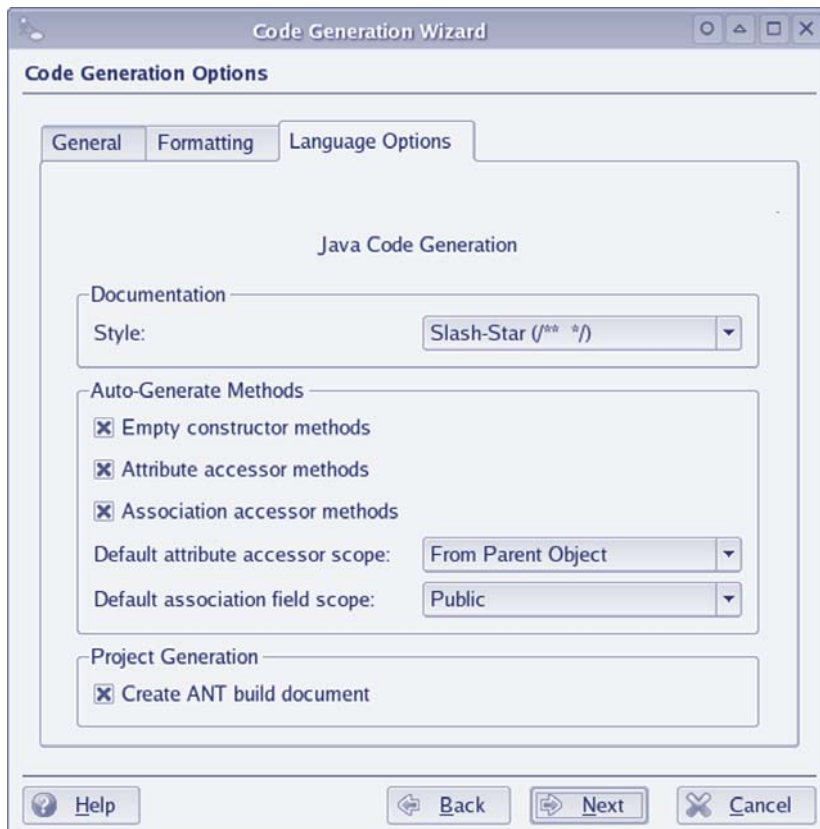 Code Generation Wizard
Code Generation Options
General
Formatting
Language Options
Java Code Generation
Documentation
Style:
Slash-Star (/** */)
Auto-Generate Methods
Empty constructor methods
Attribute accessor methods
Association accessor methods
Default attribute accessor scope:
From Parent Object
Default association field scope:
Public
Project Generation
Create ANT build document
Help
Back
Next
Cancel